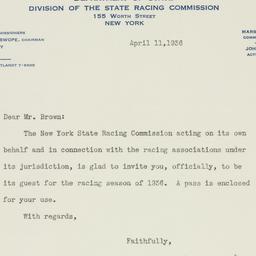 DIVISION OF THE STATE RACING COMMISSION
155 WORTH STREET
NEW YORK
SWOPE, CHAIRMAN
April 11,1936
Dear Mr. Brown:
The New York State Racing Commission acting on its own
behalf and in connection with the racing associations under
its jurisdiction, is glad to invite you, officially, to be
its guest for the racing season of 1936. A pass is enclosed
for your use.
With regards,
Faithfully,